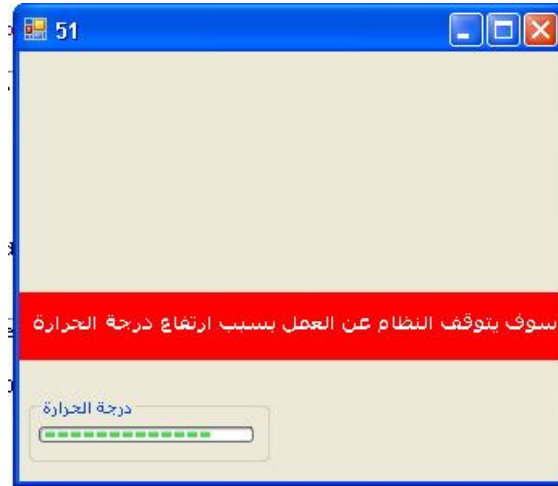 51
سوف يتوقف النظام عن العمل بسبب ارتفاع درجة الحرارة
درجة الحرارة